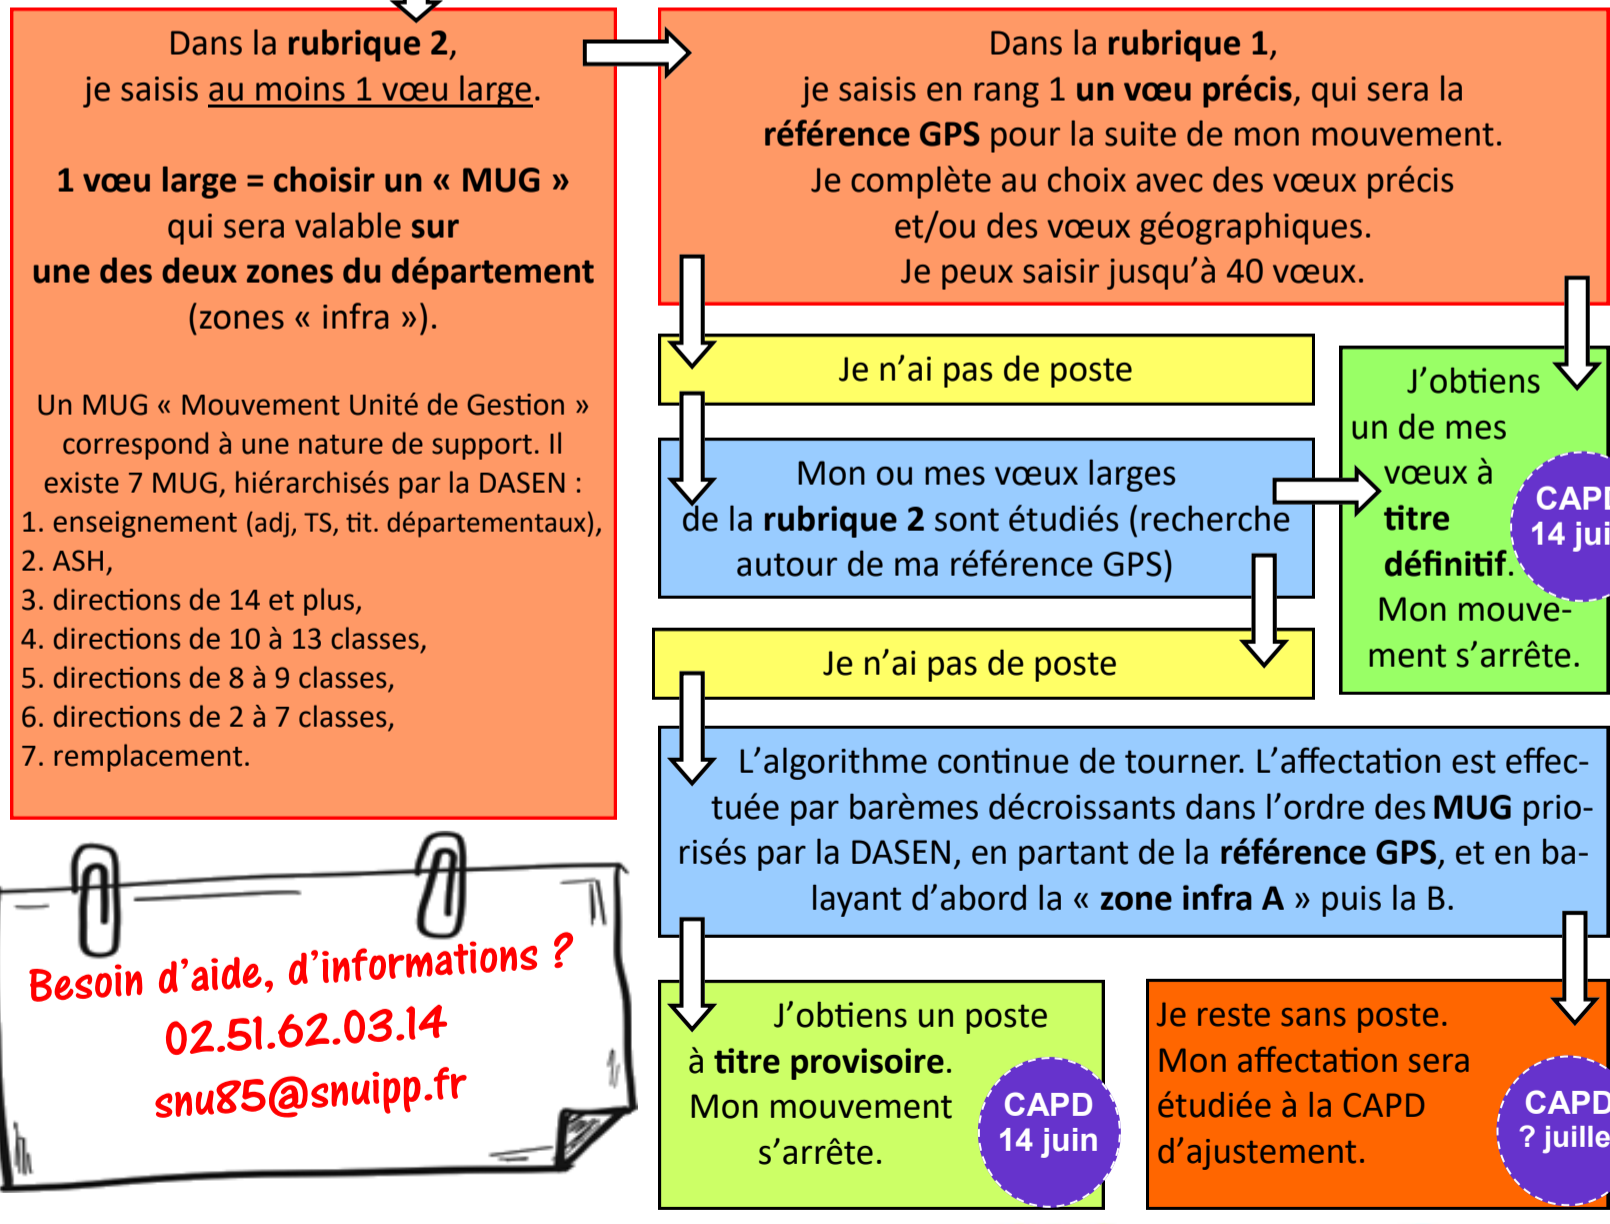 Dans la rubrique 2,
je saisis au moins 1 vœu large.
1 vœu large = choisir un « MUG »
qui sera valable sur
une des deux zones du département
(zones « infra »).
Un MUG « Mouvement Unité de Gestion »
correspond à une nature de support. Il
existe 7 MUG, hiérarchisés par la DASEN :
1. enseignement (adj, TS, tit. départementaux),
2. ASH,
3. directions de 14 et plus,
4. directions de 10 à 13 classes,
5. directions de 8 à 9 classes,
6. directions de 2 à 7 classes,
7. remplacement.
Dans la rubrique 1,
je saisis en rang 1 un vœu précis, qui sera la
référence GPS pour la suite de mon mouvement.
Je complète au choix avec des vœux précis
et/ou des vœux géographiques.
Je peux saisir jusqu'à 40 vœux.
Je n'ai pas de poste
Mon ou mes vœux larges
de la rubrique 2 sont étudiés (recherche
autour de ma référence GPS)
J'obtiens
un de mes
vœux à
titre
définitif.
Mon mouve-
ment s'arrête.
CAPD
14 jui
Je n'ai pas de poste
L'algorithme continue de tourner. L'affectation est effec-
tuée par barèmes décroissants dans l'ordre des MUG prio-
risés par la DASEN, en partant de la référence GPS, et en ba-
layant d'abord la « zone infra A » puis la B.
J'obtiens un poste
à titre provisoire.
Mon mouvement
s'arrête.
CAPD
14 juin
Je reste sans poste.
Mon affectation sera
étudiée à la CAPD
d'ajustement.
CAPD
? juille
Besoin d'aide, d'informations ?
02.51.62.03.14
snu85@snuipp.fr